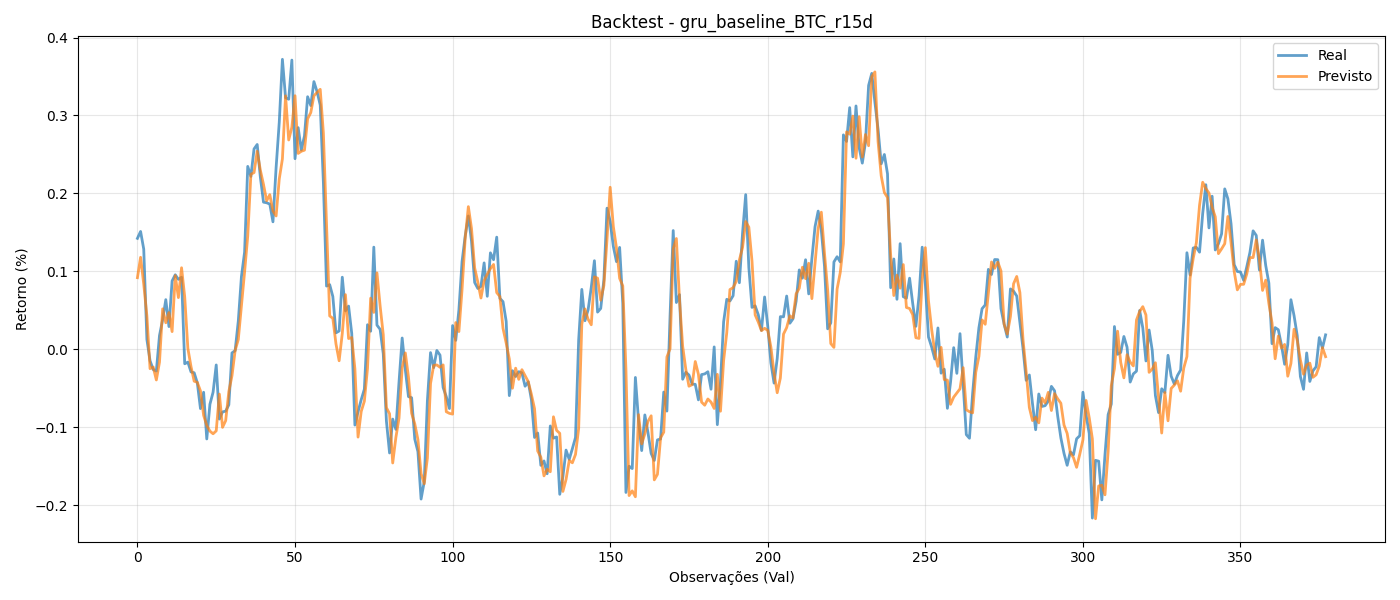 Backtest - gru_baseline_BTC_r15d
Real
Previsto
Retorno (%)
0.4
0.3
0.2
0.1
0.0
−0.1
−0.2
0 50 100 150 200 250 300 350
Observações (Val)